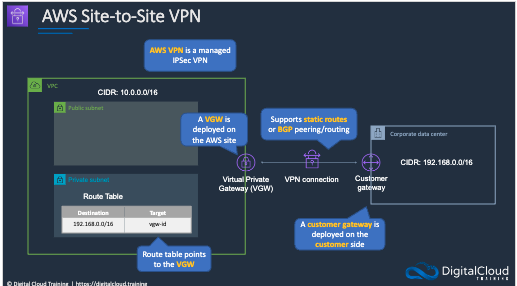 AWS Site-to-Site VPN
AWS VPN is a managed
IPSec VPN
VPC
CIDR: 10.0.0.0/16
Public subnet
A VGW is
deployed on
the AWS site
Supports static routes
or BGP peering/routing
Corporate data center
CIDR: 192.168.0.0/16
Virtual Private
Gateway (VGW)
VPN connection
Customer
gateway
Private subnet
Route Table
Destination Target
192.168.0.0/16 vgw-id
A customer gateway is
deployed on the
customer side
Route table points
to the VGW
DigitalCloud
TRAINING
© Digital Cloud Training | https://digitalcloud.training